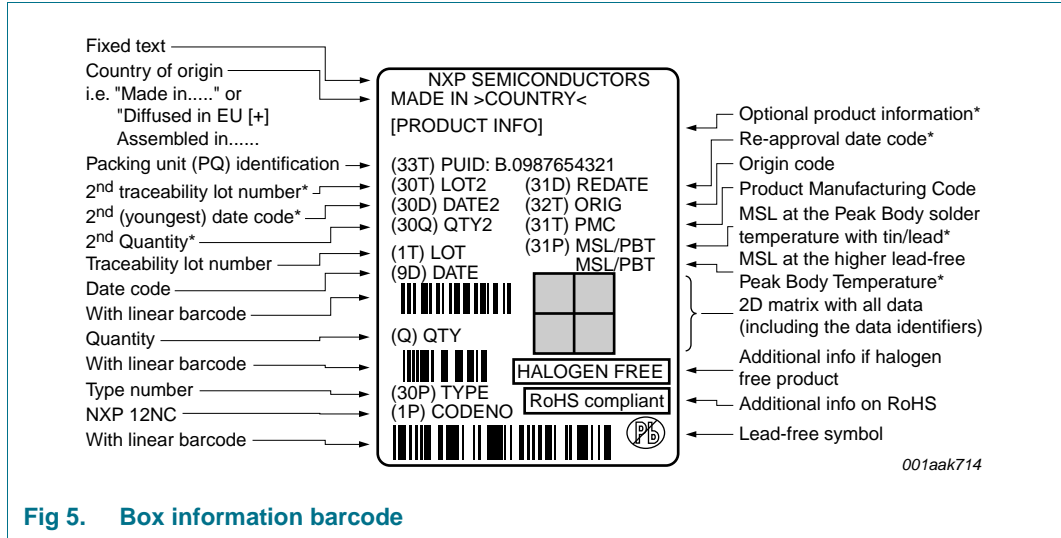 Fixed text
Country of origin
i.e. "Made in....." or
"Diffused in EU [+]
Assembled in......
Packing unit (PQ) identification
2nd traceability lot number*
2nd (youngest) date code*
2nd Quantity*
Traceability lot number
Date code
With linear barcode
Quantity
With linear barcode
Type number
NXP 12NC
With linear barcode
NXP SEMICONDUCTORS
MADE IN >COUNTRY<
[PRODUCT INFO]
(33T) PUID: B.0987654321
(30T) LOT2 (31D) REDATE
(30D) DATE2 (32T) ORIG
(30Q) QTY2 (31T) PMC
(31P) MSL/PBT
(1T) LOT
MSL/PBT
(9D) DATE
(Q) QTY
HALOGEN FREE
(30P) TYPE
RoHS compliant
(1P) CODENO
Pb
Optional product information*
Re-approval date code*
Origin code
Product Manufacturing Code
MSL at the Peak Body solder
temperature with tin/lead*
MSL at the higher lead-free
Peak Body Temperature*
2D matrix with all data
(including the data identifiers)
Additional info if halogen
free product
Additional info on RoHS
Lead-free symbol
001aak714
Fig 5. Box information barcode